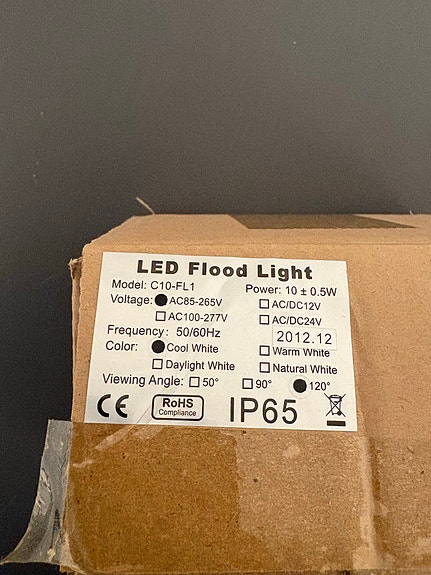 LED Flood Light
Model: C10-FL1 Power: 10 ± 0.5W
Voltage: AC85-265V AC/DC12V
AC100-277V AC/DC24V
Frequency: 50/60Hz 2012.12
Color: Cool White Warm White
Daylight White Natural White
Viewing Angle: 50° 90° 120°
CE RoHS IP65
Compliance